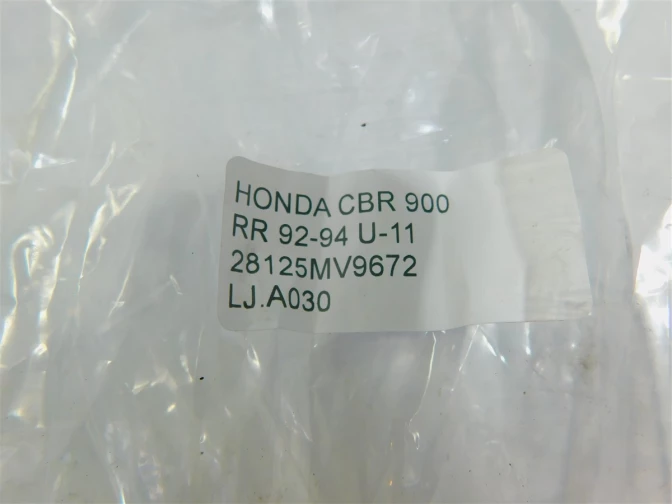 HONDA CBR 900
RR 92-94 U-11
28125MV9672
LJ.A030